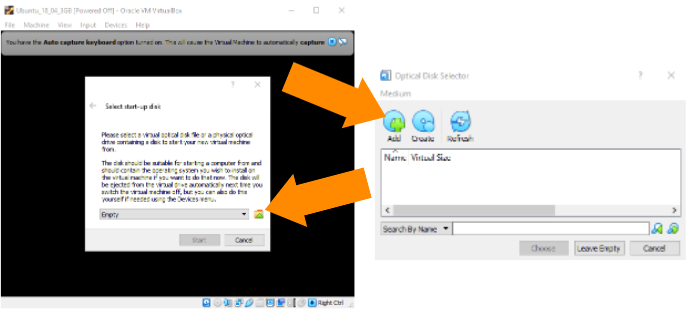 Ubuntu_18_04_3GB [Powered Off] - Oracle VM VirtualBox
File Machine View Input Devices Help
You have the Auto capture keyboard option turned on. This will cause the Virtual Machine to automatically capture
Select start-up disk
Please select a virtual optical disk file or a physical optical
drive containing a disk to start your new virtual machine
from.
The disk should be suitable for starting a computer from and
should contain the operating system you wish to install on
the virtual machine if you want to do that now. The disk will
be ejected from the virtual drive automatically next time you
switch the virtual machine off, but you can also do this
yourself if needed using the Devices menu.
Empty
Start Cancel
Right Ctrl
Optical Disk Selector
Medium
Add Create Refresh
Name Virtual Size
Search By Name
Choose Leave Empty Cancel